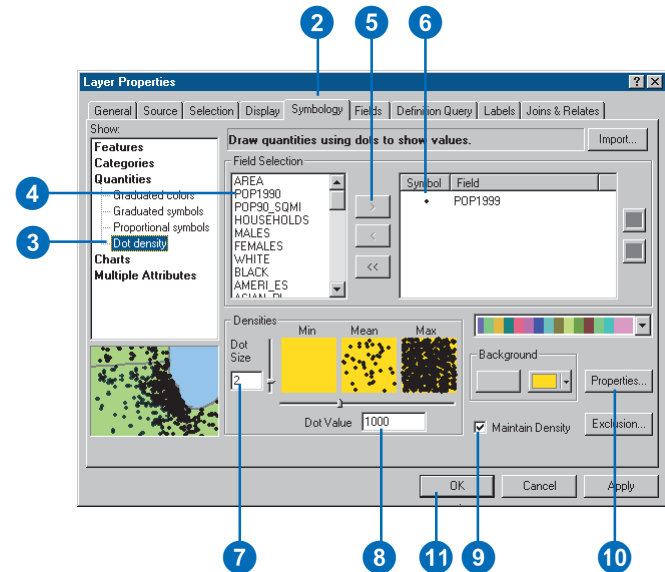 2 5 6
Layer Properties
General Source Selection Display Symbology Fields Definition Query Labels Joins & Relates
Show:
Features
Categories
Quantities
Graduated colors
Graduated symbols
Proportional symbols
Dot density
Charts
Multiple Attributes
4
3
Draw quantities using dots to show values.
Import...
Field Selection
AREA
POP1990
POP90_SQMI
HOUSEHOLDS
MALES
FEMALES
WHITE
BLACK
AMERI_ES
ASIAN_PI
>
<
<<
Symbol Field
POP1999
Densities
Dot Size
2
Min Mean Max
Dot Value 1000
Background
Properties...
Maintain Density
Exclusion...
OK Cancel Apply
7 8 11 9 10